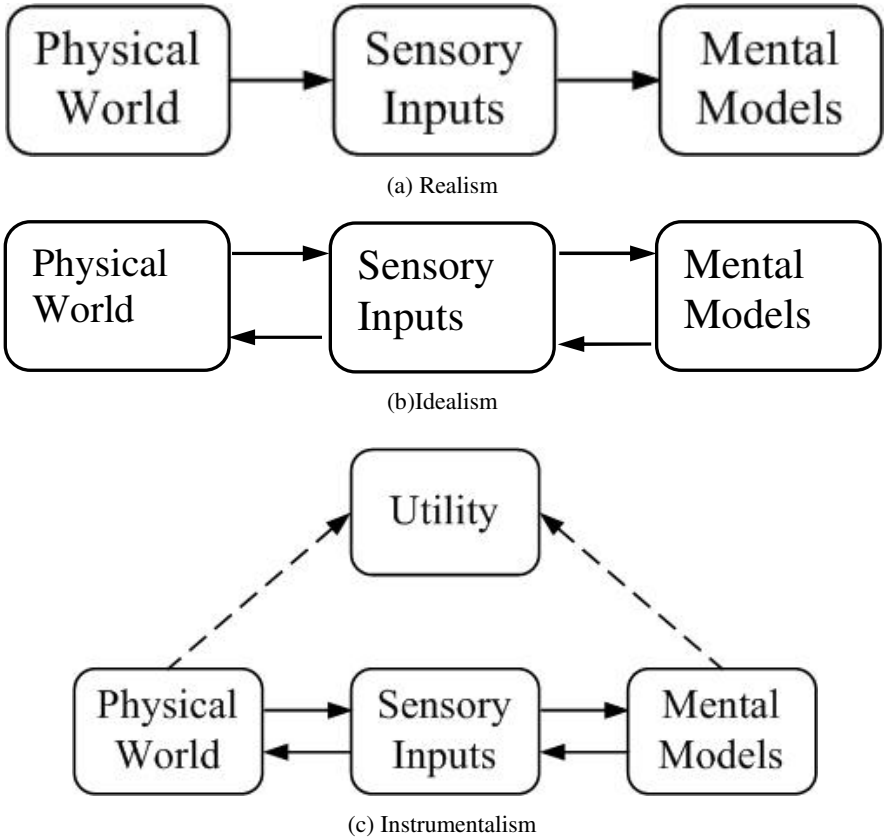 Physical
World
Sensory
Inputs
Mental
Models
(a) Realism
Physical
World
Sensory
Inputs
Mental
Models
(b)Idealism
Utility
Physical
World
Sensory
Inputs
Mental
Models
(c) Instrumentalism